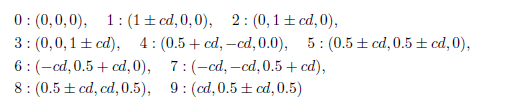 0 : (0, 0, 0), 1 : (1 ± cd, 0, 0), 2 : (0, 1 ± cd, 0),
3 : (0, 0, 1 ± cd), 4 : (0.5 + cd, −cd, 0.0), 5 : (0.5 ± cd, 0.5 ± cd, 0),
6 : (−cd, 0.5 + cd, 0), 7 : (−cd, −cd, 0.5 + cd),
8 : (0.5 ± cd, cd, 0.5), 9 : (cd, 0.5 ± cd, 0.5)